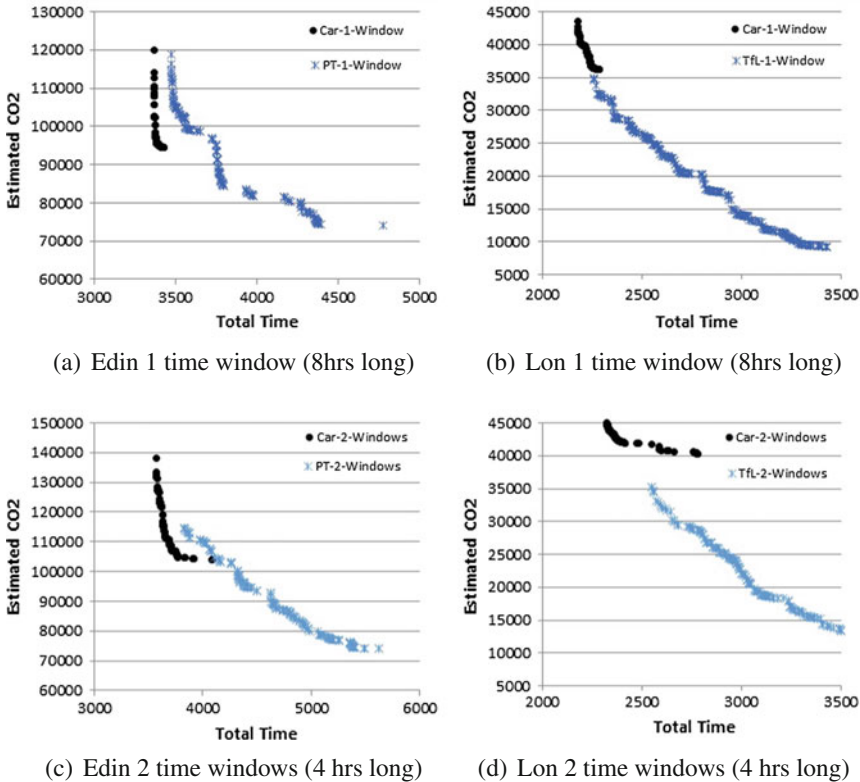 120000
110000
100000
90000
80000
70000
60000
Estimated CO2
3000 3500 4000 4500 5000
Total Time
Car-1-Window
PT-1-Window
(a) Edin 1 time window (8hrs long)
45000
40000
35000
30000
25000
20000
15000
10000
5000
Estimated CO2
2000 2500 3000 3500
Total Time
Car-1-Window
TfL-1-Window
(b) Lon 1 time window (8hrs long)
150000
140000
130000
120000
110000
100000
90000
80000
70000
60000
Estimated CO2
3000 4000 5000 6000
Total Time
Car-2-Windows
PT-2-Windows
(c) Edin 2 time windows (4 hrs long)
45000
40000
35000
30000
25000
20000
15000
10000
5000
Estimated CO2
2000 2500 3000 3500
Total Time
Car-2-Windows
TfL-2-Windows
(d) Lon 2 time windows (4 hrs long)